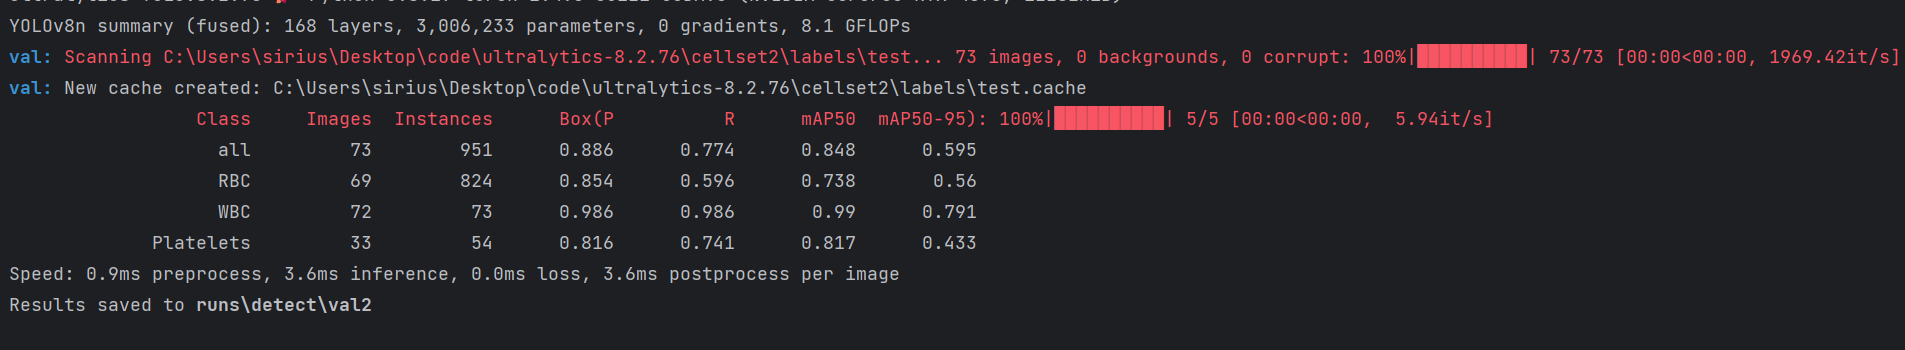 YOLOv8n summary (fused): 168 layers, 3,006,233 parameters, 0 gradients, 8.1 GFLOPs
val: Scanning C:\Users\sirius\Desktop\code\ultralytics-8.2.76\cellset2\labels\test... 73 images, 0 backgrounds, 0 corrupt: 100%|██████████| 73/73 [00:00<00:00, 1969.42it/s]
val: New cache created: C:\Users\sirius\Desktop\code\ultralytics-8.2.76\cellset2\labels\test.cache
Class Images Instances Box(P R mAP50 mAP50-95): 100%|██████████| 5/5 [00:00<00:00, 5.94it/s]
all 73 951 0.886 0.774 0.848 0.595
RBC 69 824 0.854 0.596 0.738 0.56
WBC 72 73 0.986 0.986 0.99 0.791
Platelets 33 54 0.816 0.741 0.817 0.433
Speed: 0.9ms preprocess, 3.6ms inference, 0.0ms loss, 3.6ms postprocess per image
Results saved to runs\detect\val2